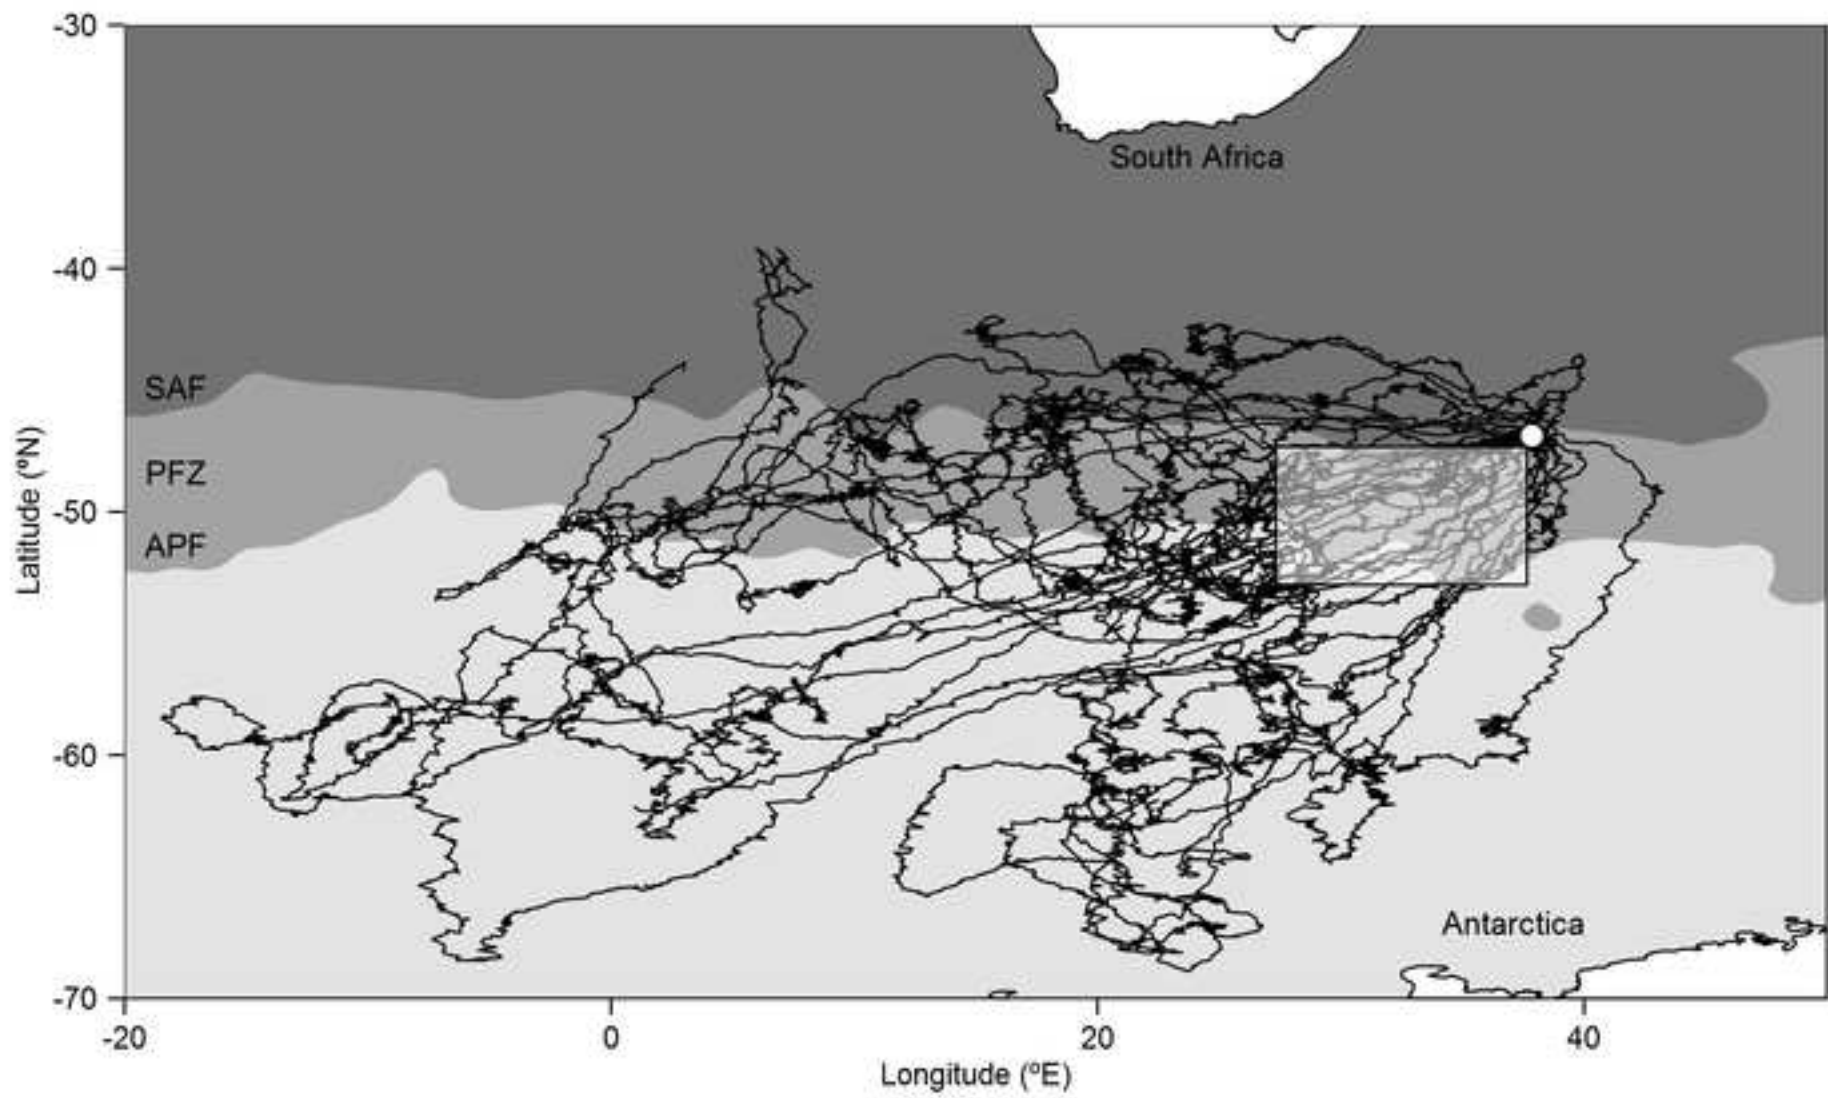 -30
South Africa
-40
SAF
PFZ
-50
APF
Latitude (ºN)
-60
Antarctica
-70
-20
0
20
40
Longitude (ºE)